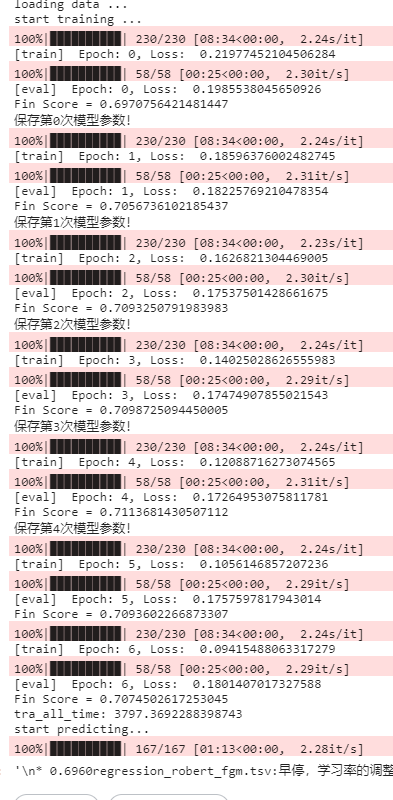 loading data ...
start training ...
100%|██████████| 230/230 [08:34<00:00,  2.24s/it]
[train]  Epoch: 0, Loss:  0.21977452104506284
100%|██████████| 58/58 [00:25<00:00,  2.30it/s]
[eval]  Epoch: 0, Loss:  0.1985538045650926
Fin Score = 0.6970756421481447
保存第0次模型参数!
100%|██████████| 230/230 [08:34<00:00,  2.24s/it]
[train]  Epoch: 1, Loss:  0.18596376002482745
100%|██████████| 58/58 [00:25<00:00,  2.31it/s]
[eval]  Epoch: 1, Loss:  0.18225769210478354
Fin Score = 0.7056736102185437
保存第1次模型参数!
100%|██████████| 230/230 [08:34<00:00,  2.23s/it]
[train]  Epoch: 2, Loss:  0.1626821304469005
100%|██████████| 58/58 [00:25<00:00,  2.30it/s]
[eval]  Epoch: 2, Loss:  0.17537501428661675
Fin Score = 0.7093250791983983
保存第2次模型参数!
100%|██████████| 230/230 [08:34<00:00,  2.24s/it]
[train]  Epoch: 3, Loss:  0.14025028626555983
100%|██████████| 58/58 [00:25<00:00,  2.29it/s]
[eval]  Epoch: 3, Loss:  0.17474907855021543
Fin Score = 0.7098725094450005
保存第3次模型参数!
100%|██████████| 230/230 [08:34<00:00,  2.24s/it]
[train]  Epoch: 4, Loss:  0.12088716273074565
100%|██████████| 58/58 [00:25<00:00,  2.31it/s]
[eval]  Epoch: 4, Loss:  0.17264953075811781
Fin Score = 0.7113681430507112
保存第4次模型参数!
100%|██████████| 230/230 [08:34<00:00,  2.24s/it]
[train]  Epoch: 5, Loss:  0.1056146857207236
100%|██████████| 58/58 [00:25<00:00,  2.29it/s]
[eval]  Epoch: 5, Loss:  0.1757597817943014
Fin Score = 0.7093602266873307
100%|██████████| 230/230 [08:34<00:00,  2.24s/it]
[train]  Epoch: 6, Loss:  0.09415488063317279
100%|██████████| 58/58 [00:25<00:00,  2.29it/s]
[eval]  Epoch: 6, Loss:  0.1801407017327588
Fin Score = 0.7074502617253045
tra_all_time: 3797.3692288398743
start predicting...
100%|██████████| 167/167 [01:13<00:00,  2.28it/s]
'\n* 0.6960regression_robert_fgm.tsv:早停，学习率的调整